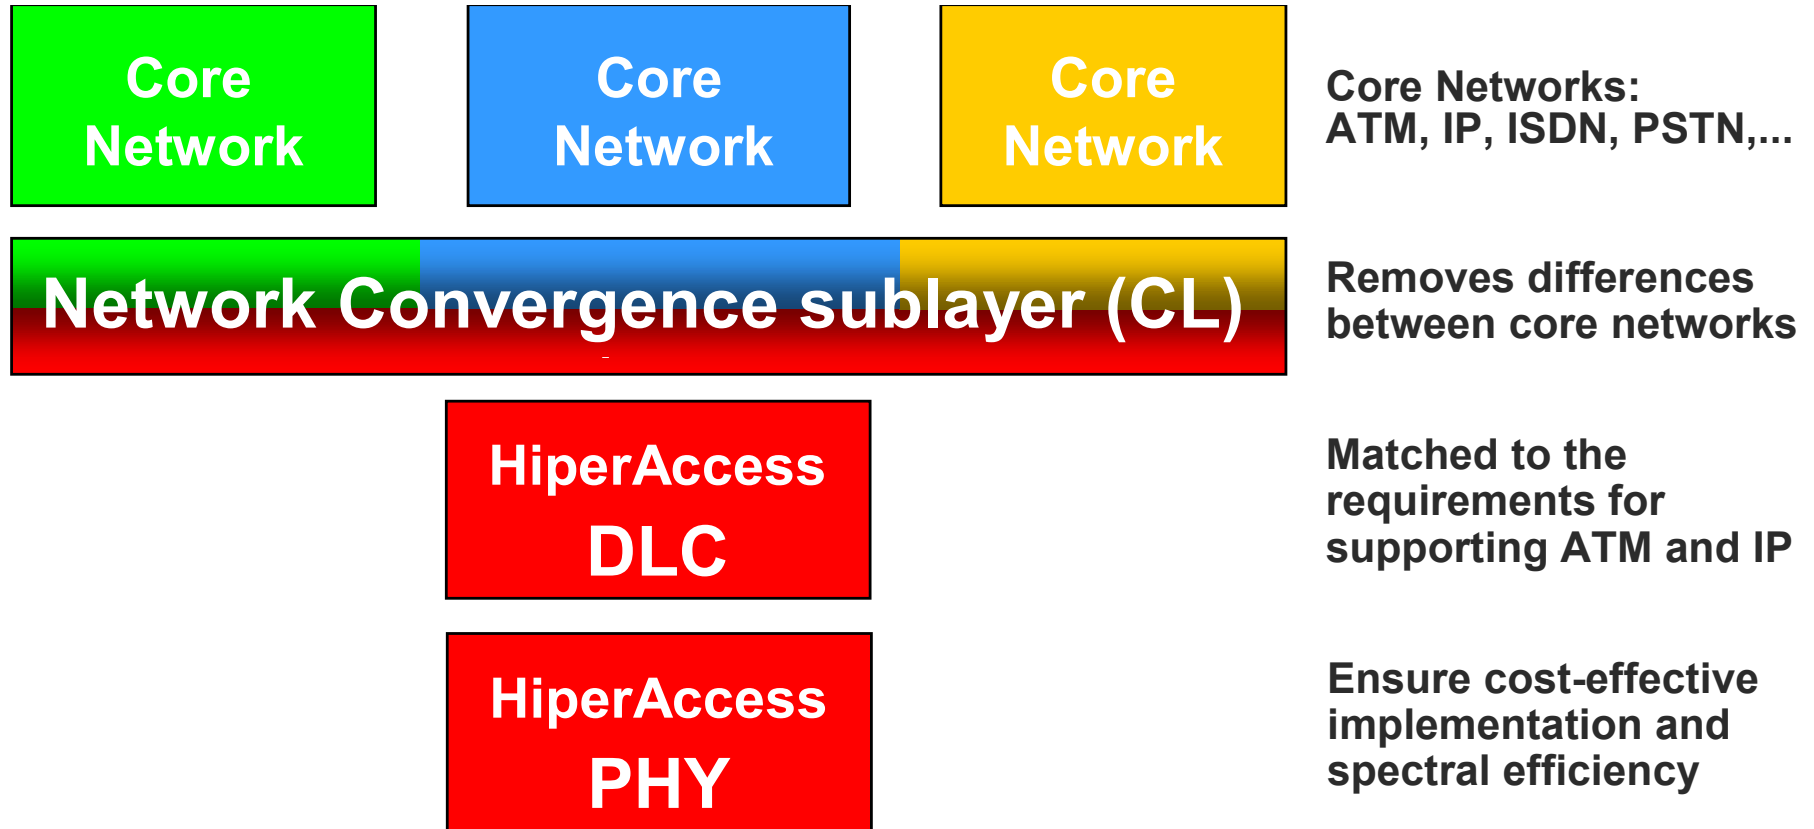 Core
Network
Core
Network
Core
Network
Core Networks:
ATM, IP, ISDN, PSTN,...
Network Convergence sublayer (CL)
Removes differences
between core networks
HiperAccess
DLC
Matched to the
requirements for
supporting ATM and IP
HiperAccess
PHY
Ensure cost-effective
implementation and
spectral efficiency